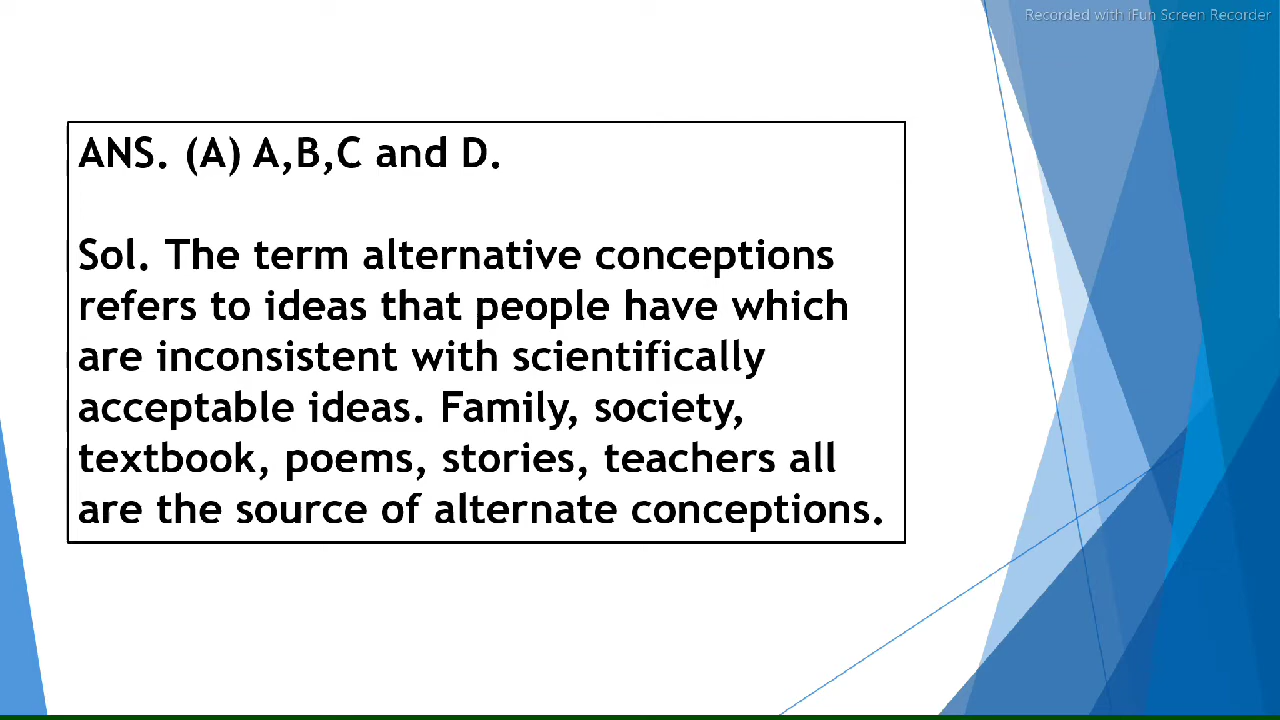 Recorded with iFun Screen Recorder
ANS. (A) A,B,C and D.
Sol. The term alternative conceptions
refers to ideas that people have which
are inconsistent with scientifically
acceptable ideas. Family, society,
textbook, poems, stories, teachers all
are the source of alternate conceptions.